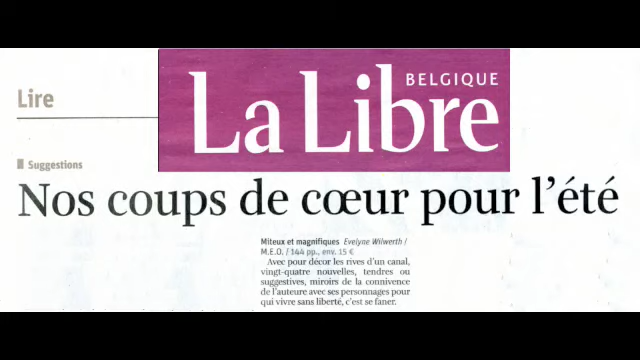 Lire
La Libre
BELGIQUE
Suggestions
Nos coups de cœur pour l'été
Miteux et magnifiques Evelyne Wilwerth /
M.E.O. / 144 pp., env. 15 €
Avec pour décor les rives d'un canal,
vingt-quatre nouvelles, tendres ou
suggestives, miroirs de la connivence
de l'auteure avec ses personnages pour
qui vivre sans liberté, c'est se faner.